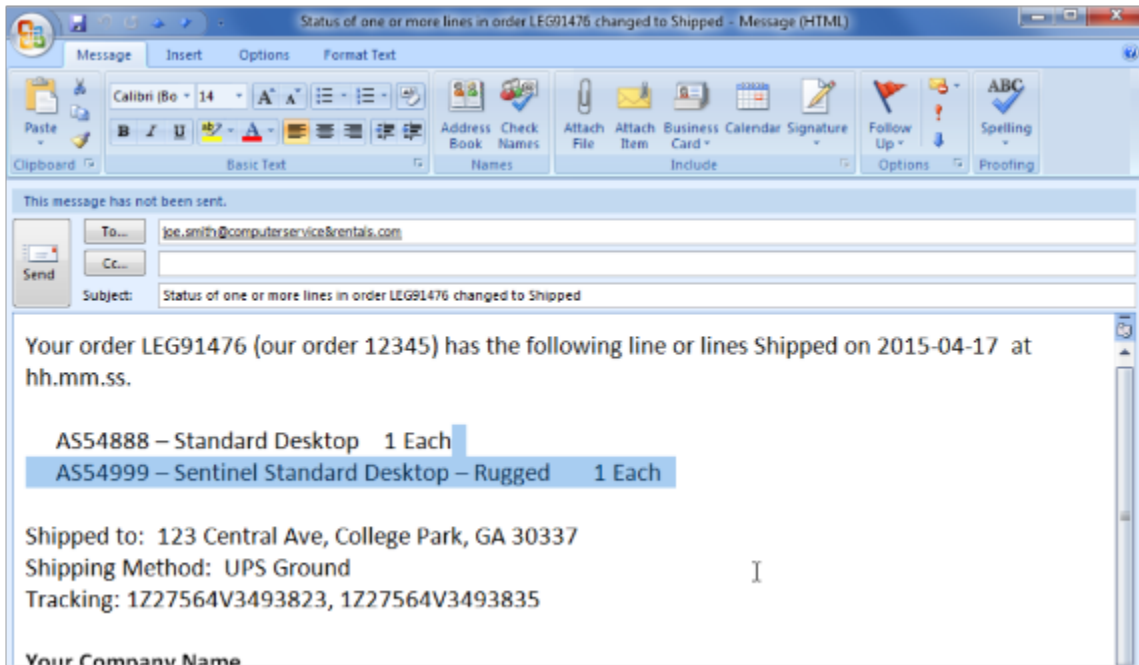 Status of one or more lines in order LEG91476 changed to Shipped - Message (HTML)
Message Insert Options Format Text
Calibri (Bo 14
Paste
B I U ab A
Address Book
Check Names
Attach File
Attach Item
Business Card
Calendar
Signature
Follow Up
ABC
Spelling
Clipboard Basic Text Names Include Options Proofing
This message has not been sent.
Send
To... joe.smith@computerservice&rentals.com
Cc...
Subject: Status of one or more lines in order LEG91476 changed to Shipped
Your order LEG91476 (our order 12345) has the following line or lines Shipped on 2015-04-17 at
hh.mm.ss.
AS54888 – Standard Desktop 1 Each
AS54999 – Sentinel Standard Desktop – Rugged 1 Each
Shipped to: 123 Central Ave, College Park, GA 30337
Shipping Method: UPS Ground
Tracking: 1Z27564V3493823, 1Z27564V3493835
Your Company Name